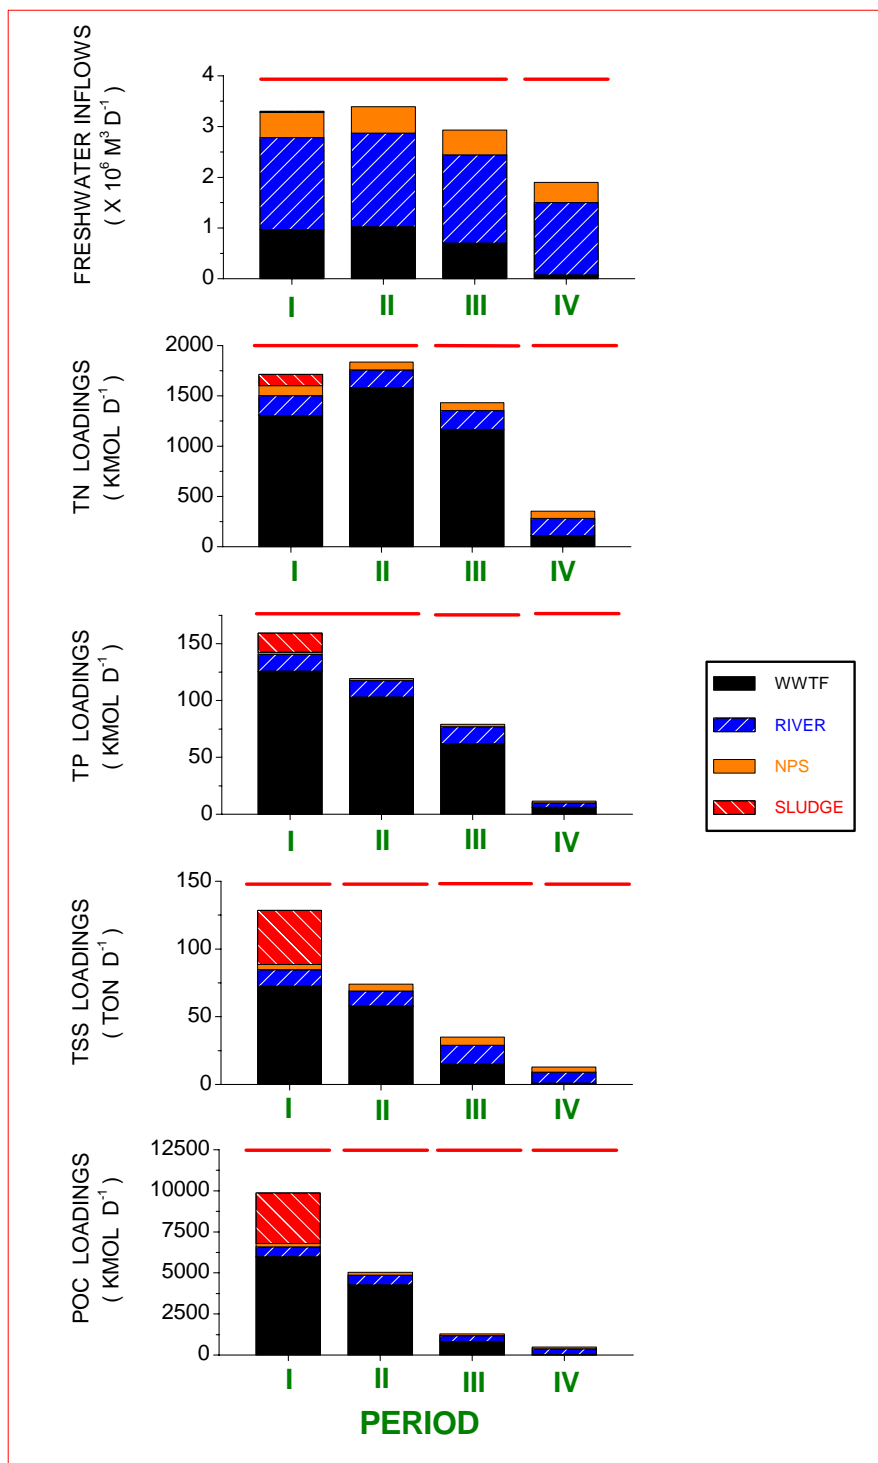 FRESHWATER INFLOWS
( X 10⁶ M³ D⁻¹ )
4
3
2
1
0
I II III IV
TN LOADINGS
( KMOL D⁻¹ )
2000
1500
1000
500
0
I II III IV
TP LOADINGS
( KMOL D⁻¹ )
150
100
50
0
I II III IV
WWTF
RIVER
NPS
SLUDGE
TSS LOADINGS
( TON D⁻¹ )
150
100
50
0
I II III IV
POC LOADINGS
( KMOL D⁻¹ )
12500
10000
7500
5000
2500
0
I II III IV
PERIOD